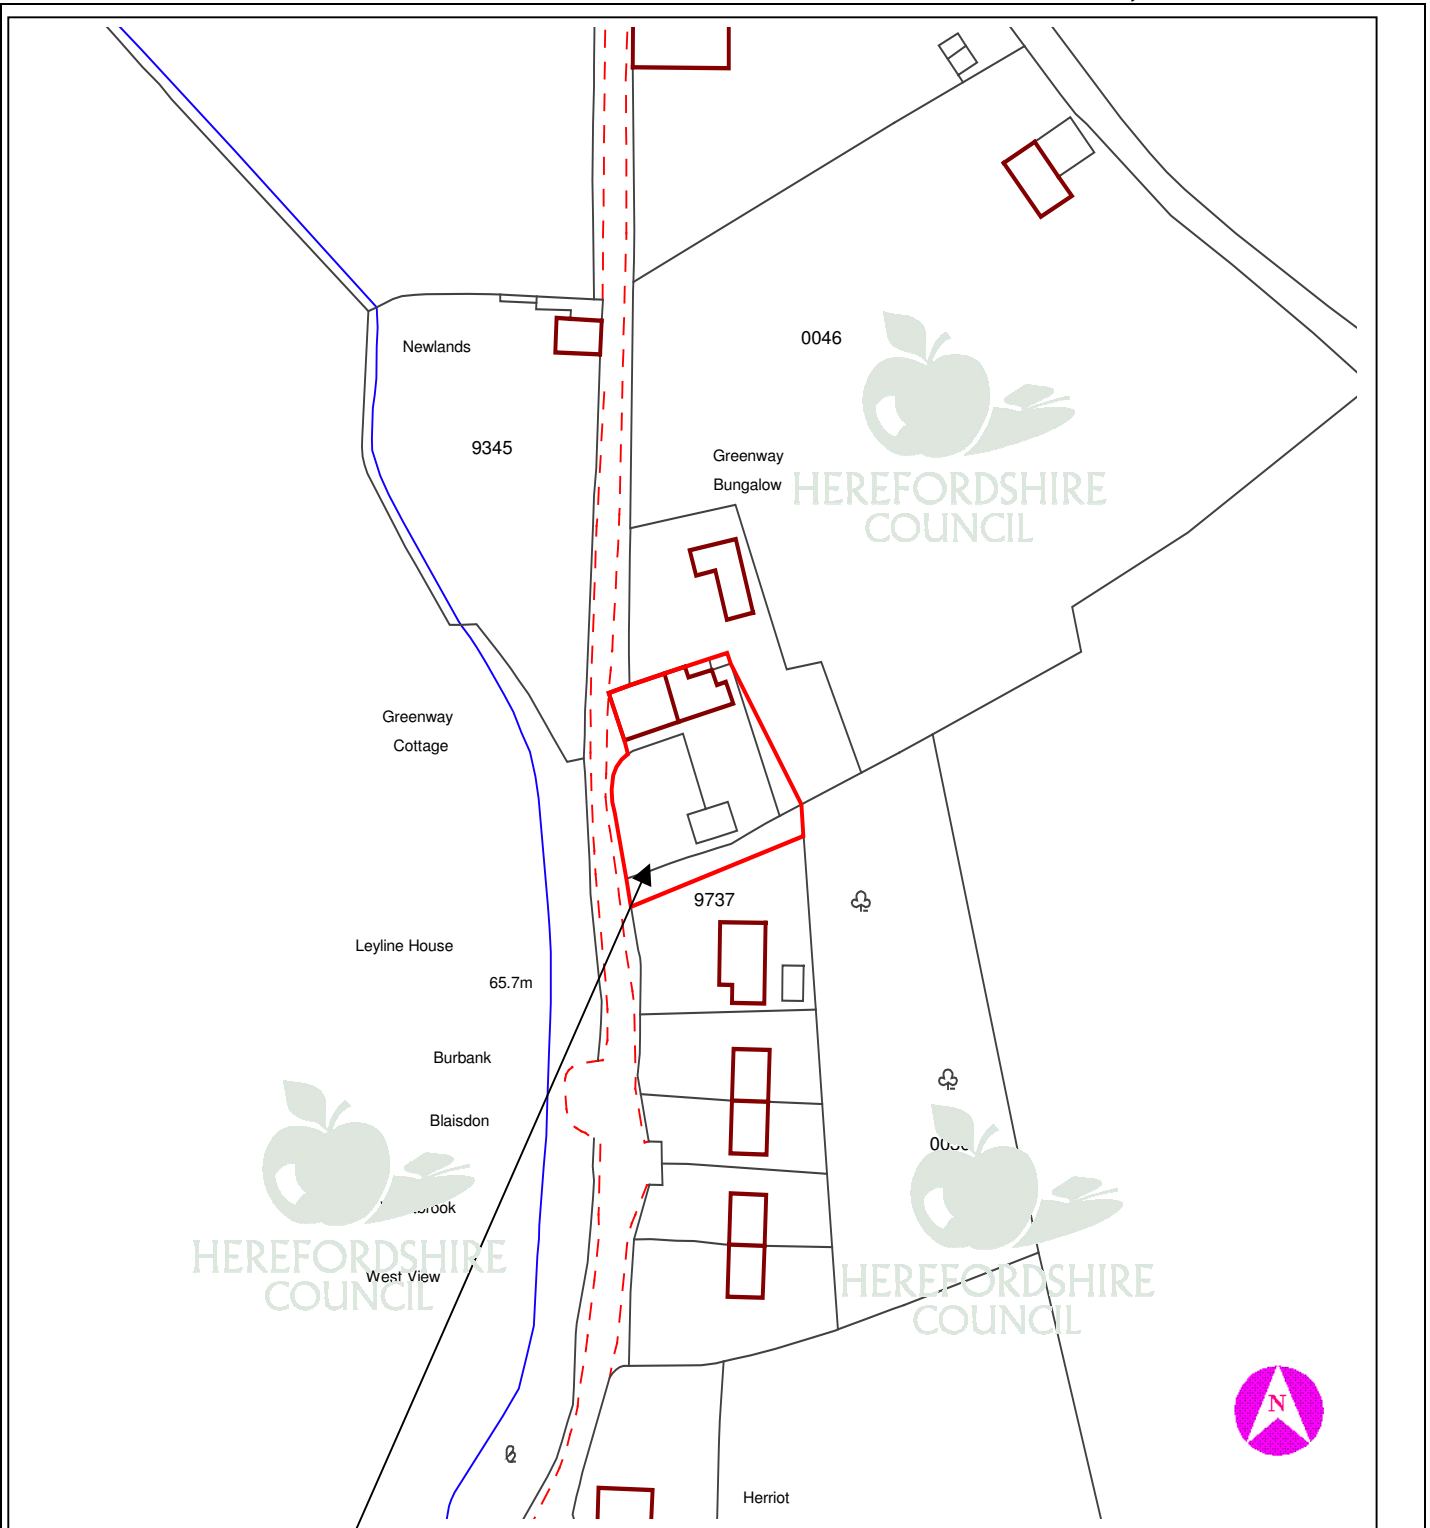 0046
Newlands
9345
Greenway
Bungalow
HEREFORDSHIRE
COUNCIL
Greenway
Cottage
9737
Leyline House
65.7m
Burbank
Blaisdon
HEREFORDSHIRE
COUNCIL
West View
HEREFORDSHIRE
COUNCIL
N
Herriot